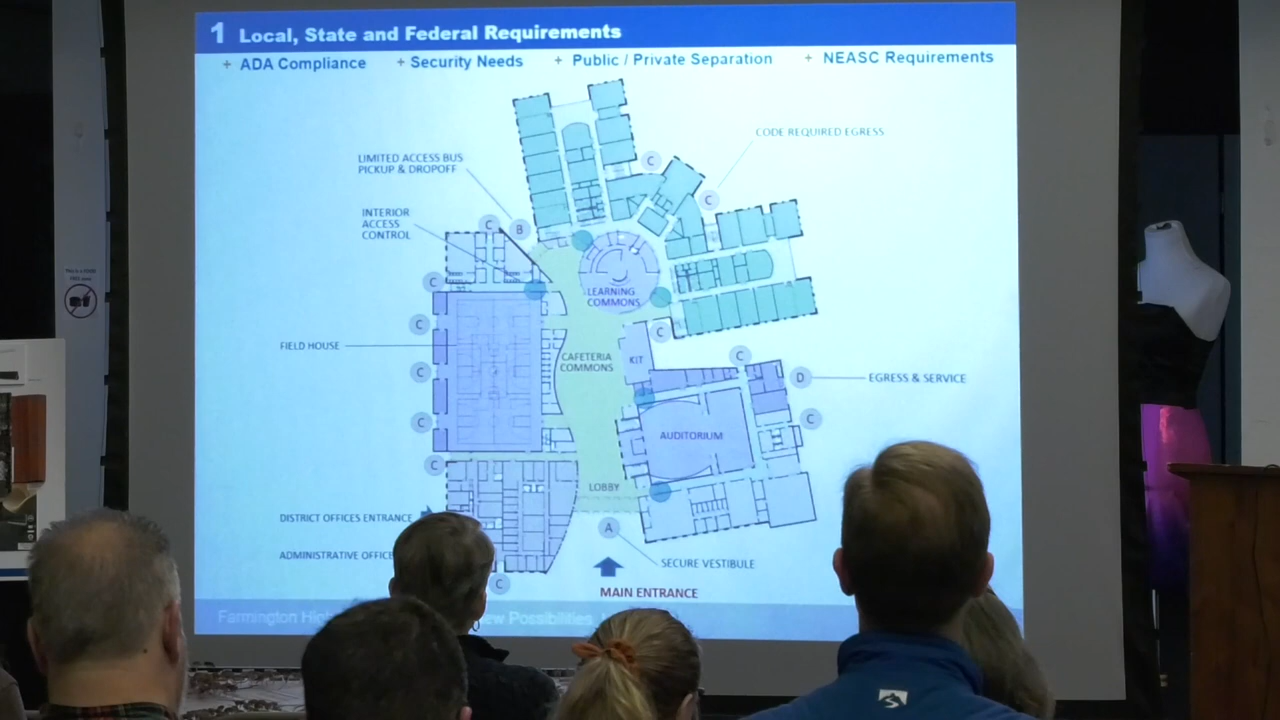 1 Local, State and Federal Requirements
+ ADA Compliance + Security Needs + Public / Private Separation + NEASC Requirements
CODE REQUIRED EGRESS
LIMITED ACCESS BUS
PICKUP & DROPOFF
C
C
INTERIOR
ACCESS
CONTROL
C
B
C
LEARNING
COMMONS
C
C
FIELD HOUSE
CAFETERIA
COMMONS
KIT
C
C
D
EGRESS & SERVICE
C
C
AUDITORIUM
C
LOBBY
DISTRICT OFFICES ENTRANCE
A
ADMINISTRATIVE OFFICE
SECURE VESTIBULE
C
MAIN ENTRANCE
Farmington High
ew Possibilities